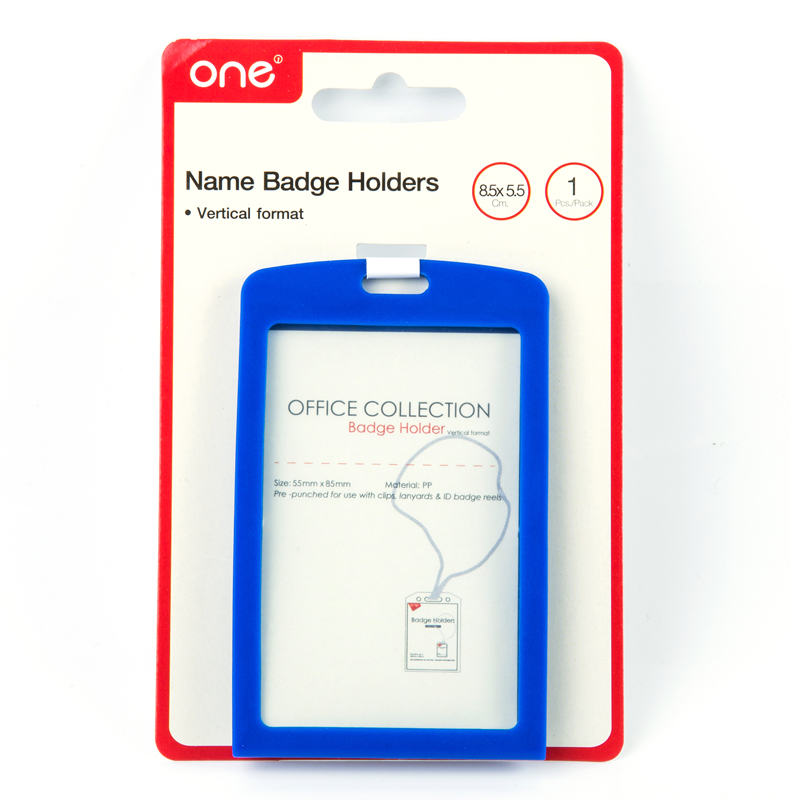 one
Name Badge Holders
• Vertical format
8.5x 5.5
Cm.
1
Pcs./Pack
OFFICE COLLECTION
Badge Holder Vertical format
Size: 55mm x 85mm Material: PP
Pre -punched for use with clips, lanyards & ID badge reels
Badge Holders